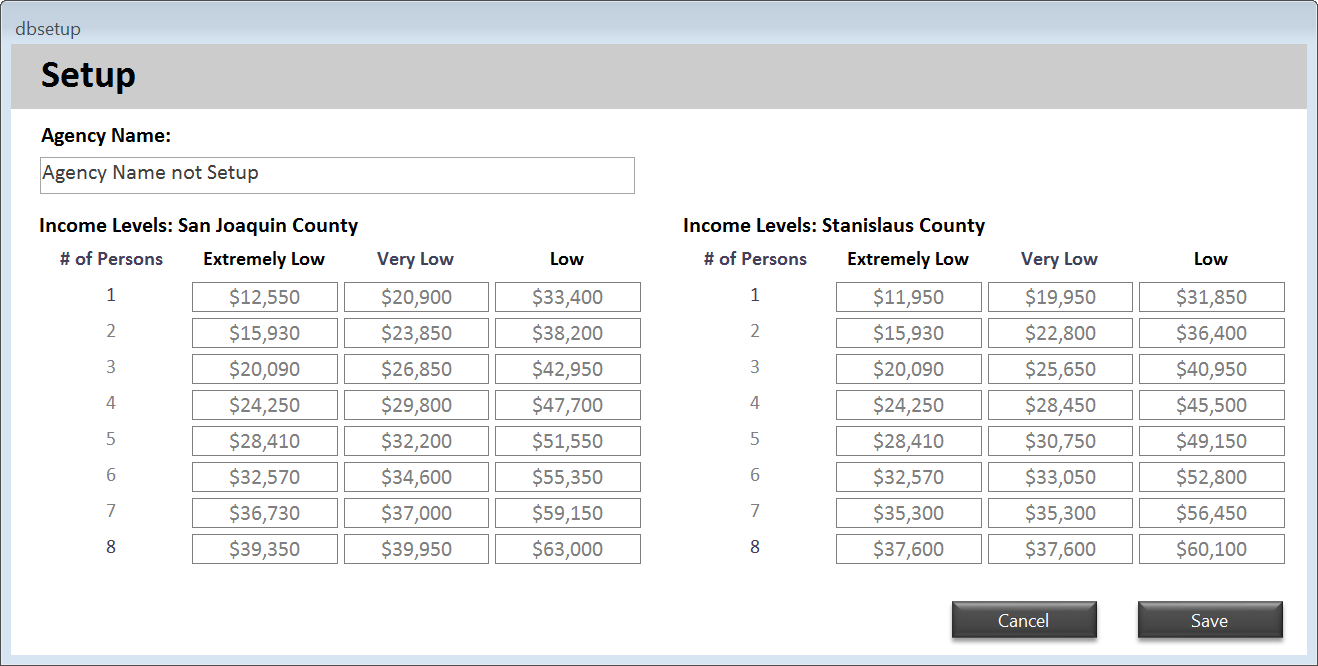 dbsetup
Setup
Agency Name:
Agency Name not Setup
Income Levels: San Joaquin County
# of Persons Extremely Low Very Low Low
1 $12,550 $20,900 $33,400
2 $15,930 $23,850 $38,200
3 $20,090 $26,850 $42,950
4 $24,250 $29,800 $47,700
5 $28,410 $32,200 $51,550
6 $32,570 $34,600 $55,350
7 $36,730 $37,000 $59,150
8 $39,350 $39,950 $63,000
Income Levels: Stanislaus County
# of Persons Extremely Low Very Low Low
1 $11,950 $19,950 $31,850
2 $15,930 $22,800 $36,400
3 $20,090 $25,650 $40,950
4 $24,250 $28,450 $45,500
5 $28,410 $30,750 $49,150
6 $32,570 $33,050 $52,800
7 $35,300 $35,300 $56,450
8 $37,600 $37,600 $60,100
Cancel Save